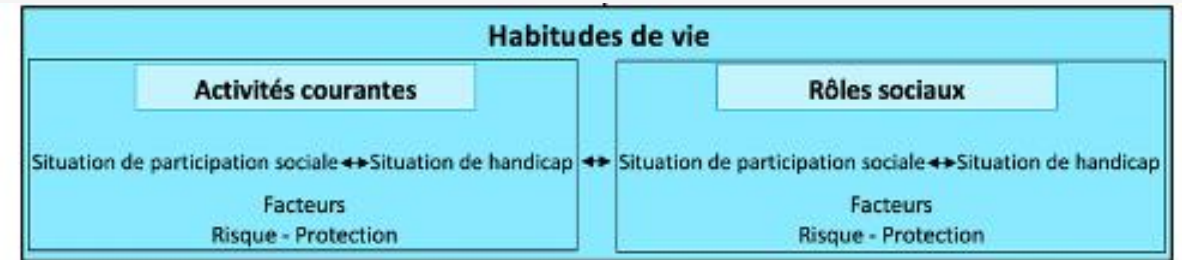 Habitudes de vie
Activités courantes
Situation de participation sociale↔Situation de handicap
Facteurs
Risque - Protection
↔
Rôles sociaux
Situation de participation sociale↔Situation de handicap
Facteurs
Risque - Protection